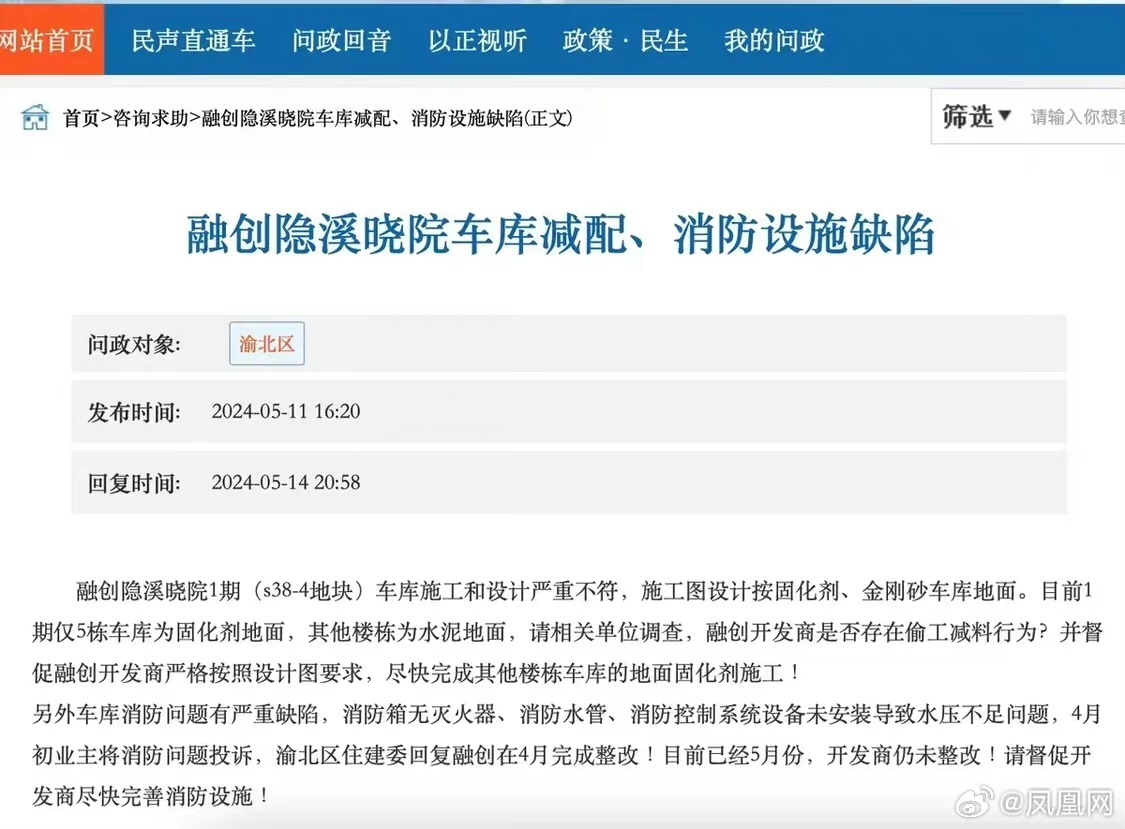 网站首页 民声直通车 问政回音 以正视听 政策·民生 我的问政
首页>咨询求助>融创隐溪晓院车库减配、消防设施缺陷(正文)
筛选▼ 请输入你想查
融创隐溪晓院车库减配、消防设施缺陷
问政对象: 渝北区
发布时间: 2024-05-11 16:20
回复时间: 2024-05-14 20:58
融创隐溪晓院1期（s38-4地块）车库施工和设计严重不符，施工图设计按固化剂、金刚砂车库地面。目前1
期仅5栋车库为固化剂地面，其他楼栋为水泥地面，请相关单位调查，融创开发商是否存在偷工减料行为？并督
促融创开发商严格按照设计图要求，尽快完成其他楼栋车库的地面固化剂施工！
另外车库消防问题有严重缺陷，消防箱无灭火器、消防水管、消防控制系统设备未安装导致水压不足问题，4月
初业主将消防问题投诉，渝北区住建委回复融创在4月完成整改！目前已经5月份，开发商仍未整改！请督促开
发商尽快完善消防设施！
@凤凰网